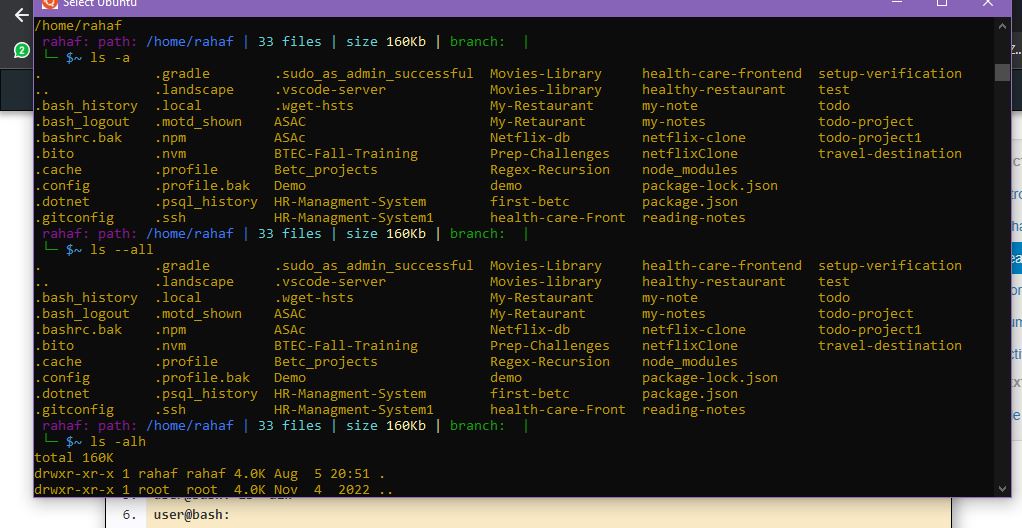 Select Ubuntu
/home/rahaf
rahaf: path: /home/rahaf | 33 files | size 160Kb | branch: |
└─ $~ ls -a
. .gradle .sudo_as_admin_successful Movies-Library health-care-frontend setup-verification
.. .landscape .vscode-server Movies-library healthy-restaurant test
.bash_history .local .wget-hsts My-Restaurant my-note todo
.bash_logout .motd_shown ASAC My-Retaurant my-notes todo-project
.bashrc.bak .npm ASAc Netflix-db netflix-clone todo-project1
.bito .nvm BTEC-Fall-Training Prep-Challenges netflixClone travel-destination
.cache .profile Betc_projects Regex-Recursion node_modules
.config .profile.bak Demo demo package-lock.json
.dotnet .psql_history HR-Managment-System first-betc package.json
.gitconfig .ssh HR-Managment-System1 health-care-Front reading-notes
rahaf: path: /home/rahaf | 33 files | size 160Kb | branch: |
└─ $~ ls --all
. .gradle .sudo_as_admin_successful Movies-Library health-care-frontend setup-verification
.. .landscape .vscode-server Movies-library healthy-restaurant test
.bash_history .local .wget-hsts My-Restaurant my-note todo
.bash_logout .motd_shown ASAC My-Retaurant my-notes todo-project
.bashrc.bak .npm ASAc Netflix-db netflix-clone todo-project1
.bito .nvm BTEC-Fall-Training Prep-Challenges netflixClone travel-destination
.cache .profile Betc_projects Regex-Recursion node_modules
.config .profile.bak Demo demo package-lock.json
.dotnet .psql_history HR-Managment-System first-betc package.json
.gitconfig .ssh HR-Managment-System1 health-care-Front reading-notes
rahaf: path: /home/rahaf | 33 files | size 160Kb | branch: |
└─ $~ ls -alh
total 160K
drwxr-xr-x 1 rahaf rahaf 4.0K Aug 5 20:51 .
drwxr-xr-x 1 root root 4.0K Nov 4 2022 ..
6. user@bash:
2